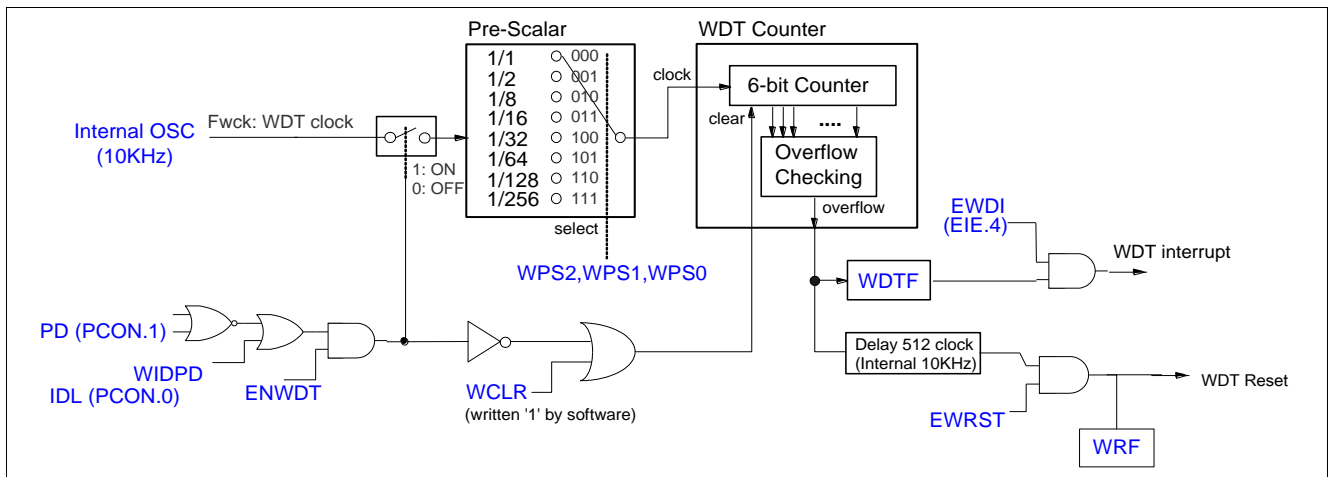 Pre-Scalar
WDT Counter
1/1 000
1/2 001
1/8 010
1/16 011
1/32 100
1/64 101
1/128 110
1/256 111
clock
6-bit Counter
clear
....
Overflow
Checking
overflow
Internal OSC
(10KHz)
Fwck: WDT clock
1: ON
0: OFF
select
WPS2,WPS1,WPS0
EWDI
(EIE.4)
WDT interrupt
WDTF
PD (PCON.1)
WIDPD
IDL (PCON.0)
ENWDT
WCLR
(written '1' by software)
Delay 512 clock
(Internal 10KHz)
EWRST
WDT Reset
WRF